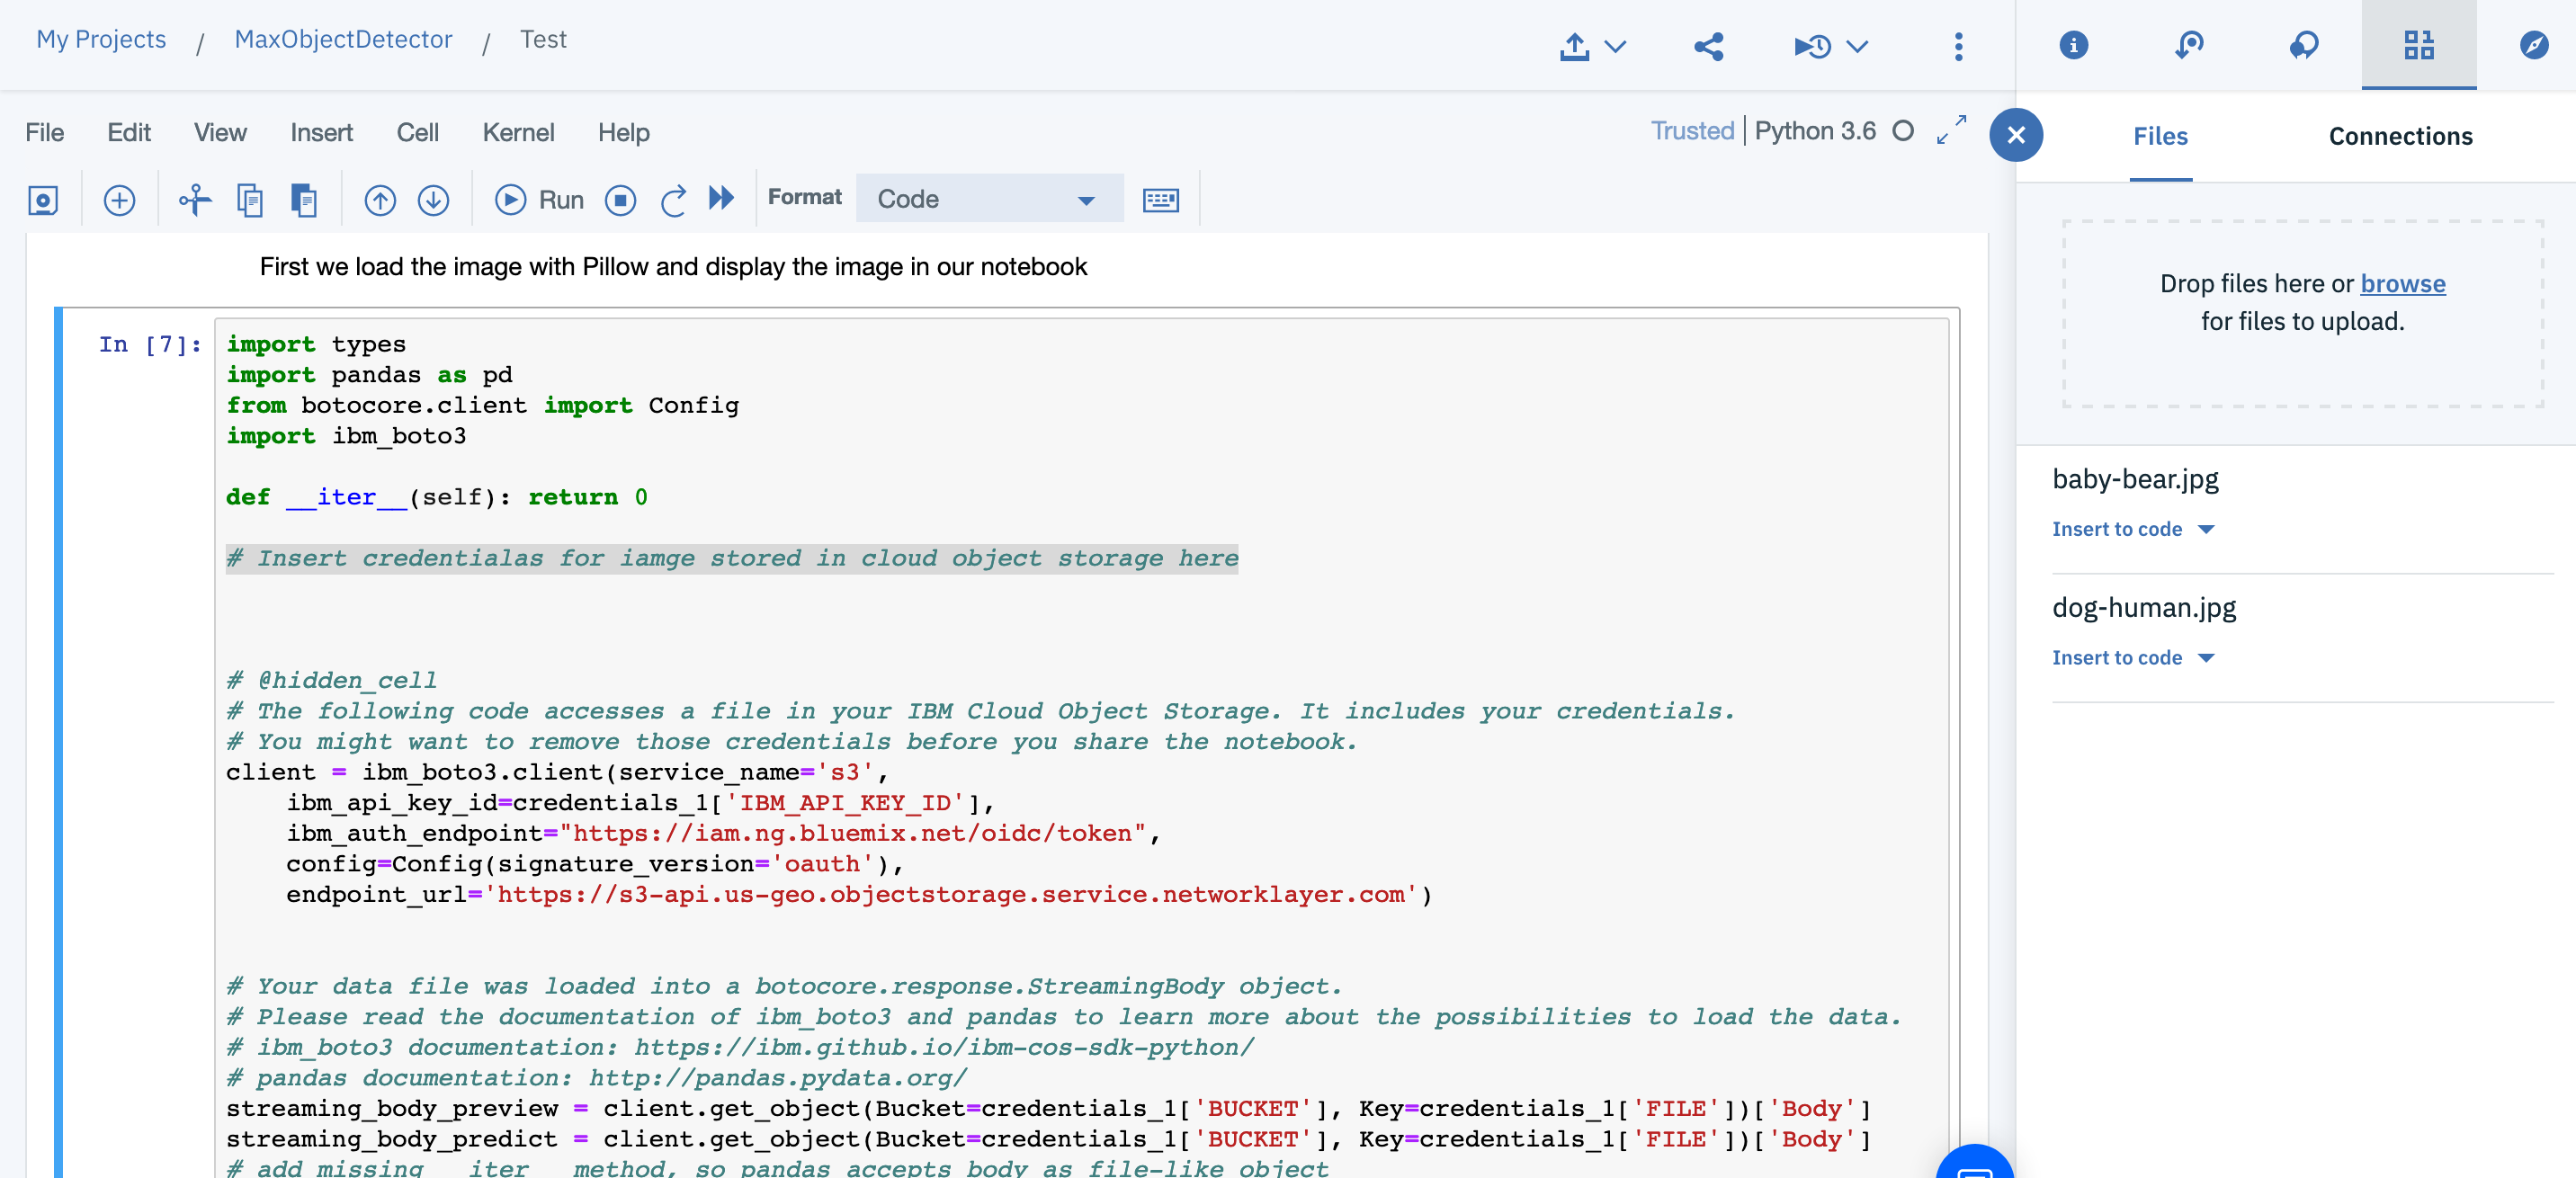 My Projects / MaxObjectDetector / Test
File Edit View Insert Cell Kernel Help
Trusted | Python 3.6
Run
Format
Code
First we load the image with Pillow and display the image in our notebook
In [7]:
import types
import pandas as pd
from botocore.client import Config
import ibm_boto3
def __iter__(self): return 0
# Insert credentialas for iamge stored in cloud object storage here
# @hidden_cell
# The following code accesses a file in your IBM Cloud Object Storage. It includes your credentials.
# You might want to remove those credentials before you share the notebook.
client = ibm_boto3.client(service_name='s3',
    ibm_api_key_id=credentials_1['IBM_API_KEY_ID'],
    ibm_auth_endpoint="https://iam.ng.bluemix.net/oidc/token",
    config=Config(signature_version='oauth'),
    endpoint_url='https://s3-api.us-geo.objectstorage.service.networklayer.com')
# Your data file was loaded into a botocore.response.StreamingBody object.
# Please read the documentation of ibm_boto3 and pandas to learn more about the possibilities to load the data.
# ibm_boto3 documentation: https://ibm.github.io/ibm-cos-sdk-python/
# pandas documentation: http://pandas.pydata.org/
streaming_body_preview = client.get_object(Bucket=credentials_1['BUCKET'], Key=credentials_1['FILE'])['Body']
streaming_body_predict = client.get_object(Bucket=credentials_1['BUCKET'], Key=credentials_1['FILE'])['Body']
# add missing __iter__ method, so pandas accepts body as file-like object
Files
Connections
Drop files here or browse
for files to upload.
baby-bear.jpg
Insert to code
dog-human.jpg
Insert to code